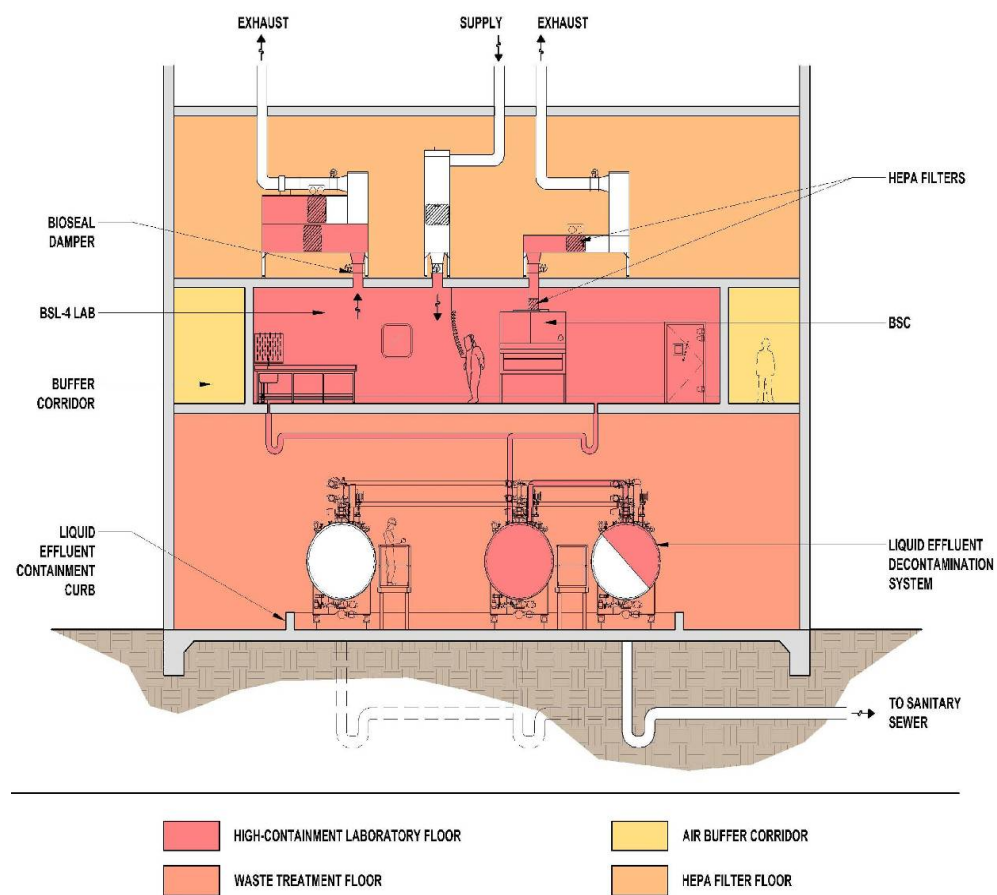 EXHAUST
SUPPLY
EXHAUST
HEPA FILTERS
BIOSEAL
DAMPER
BSL-4 LAB
BSC
BUFFER
CORRIDOR
LIQUID
EFFLUENT
CONTAINMENT
CURB
LIQUID EFFLUENT
DECONTAMINATION
SYSTEM
TO SANITARY
SEWER
HIGH-CONTAINMENT LABORATORY FLOOR
AIR BUFFER CORRIDOR
WASTE TREATMENT FLOOR
HEPA FILTER FLOOR